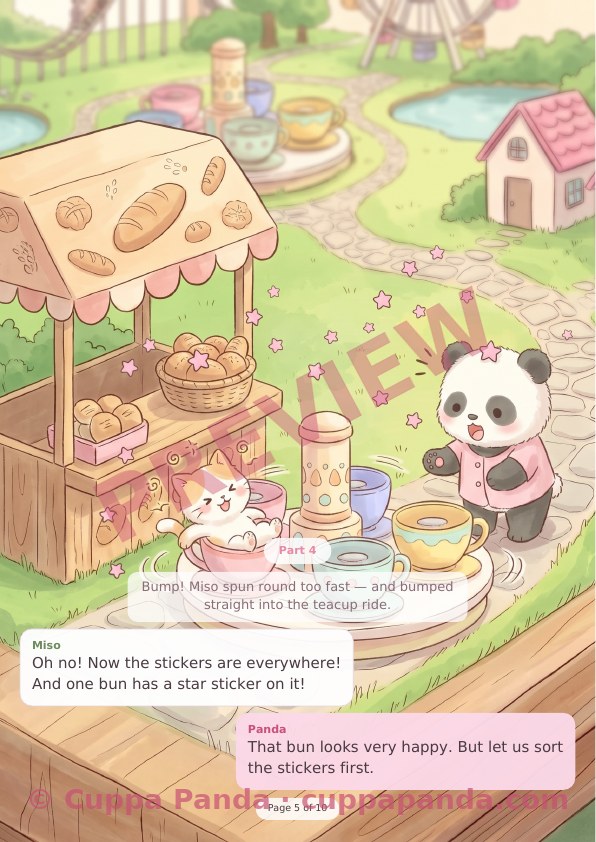 PREVIEW
Part 4
Bump! Miso spun round too fast — and bumped
straight into the teacup ride.
Miso
Oh no! Now the stickers are everywhere!
And one bun has a star sticker on it!
Panda
That bun looks very happy. But let us sort
the stickers first.
© Cuppa Panda · cuppapanda.com
Page 5 of 10